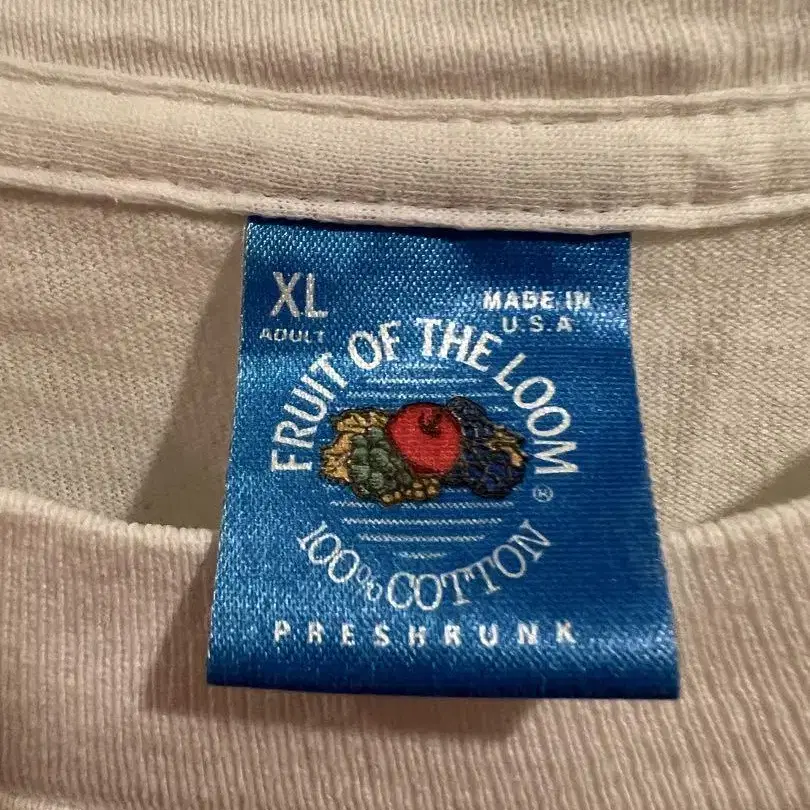 XL
ADULT
MADE IN
U.S.A.
FRUIT OF THE LOOM ®
100% COTTON
PRESHRUNK